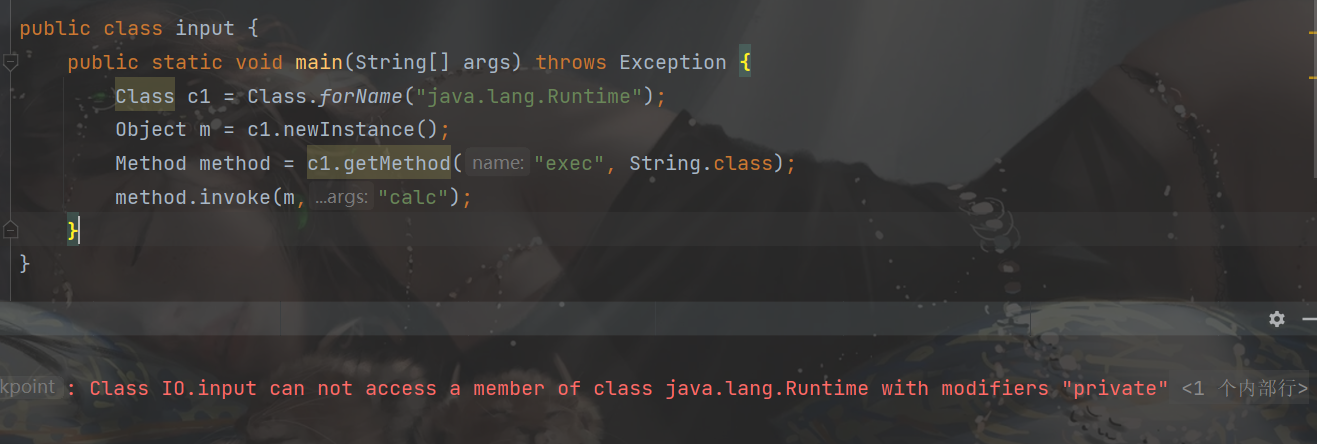 public class input {
public static void main(String[] args) throws Exception {
Class c1 = Class.forName("java.lang.Runtime");
Object m = c1.newInstance();
Method method = c1.getMethod( name: "exec", String.class);
method.invoke(m, ...args: "calc");
}
}
kpoint : Class IO.input can not access a member of class java.lang.Runtime with modifiers "private" <1 个内部行>